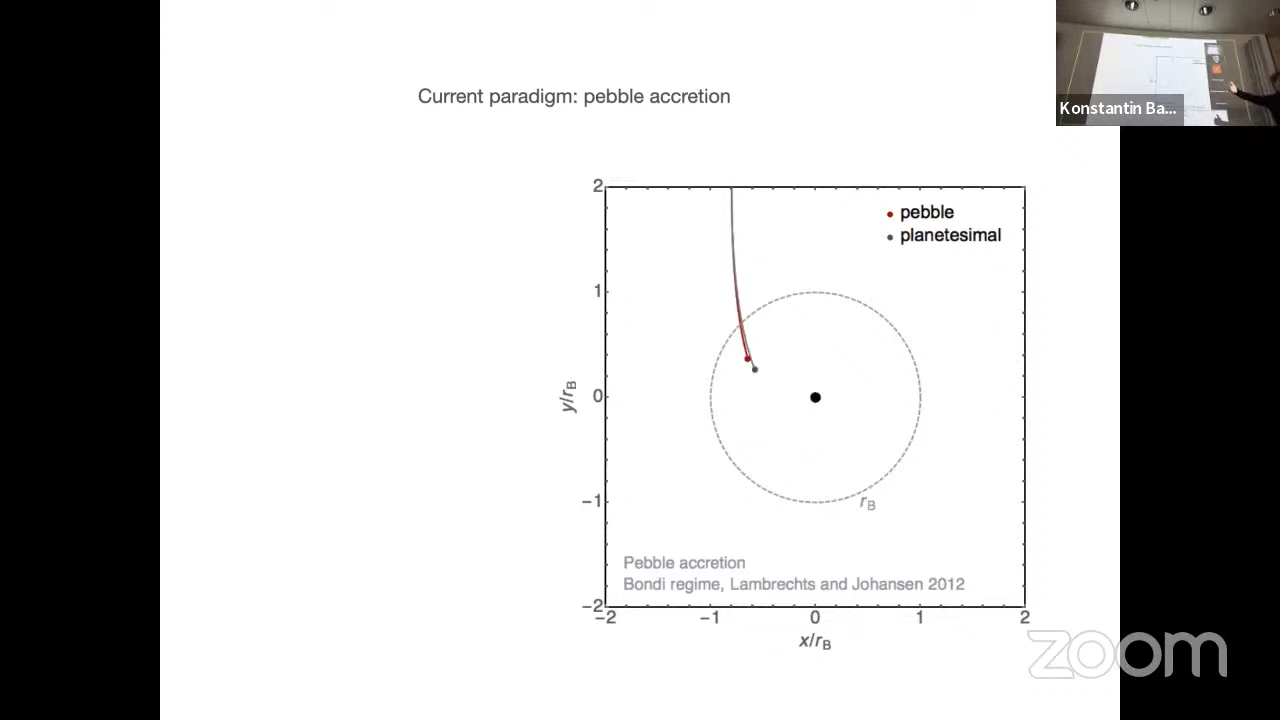 Current paradigm: pebble accretion
Konstantin Ba...
2
pebble
planetesimal
1
y/rB
0
rB
−1
Pebble accretion
Bondi regime, Lambrechts and Johansen 2012
−2
−2 −1 0 1 2
x/rB
zoom